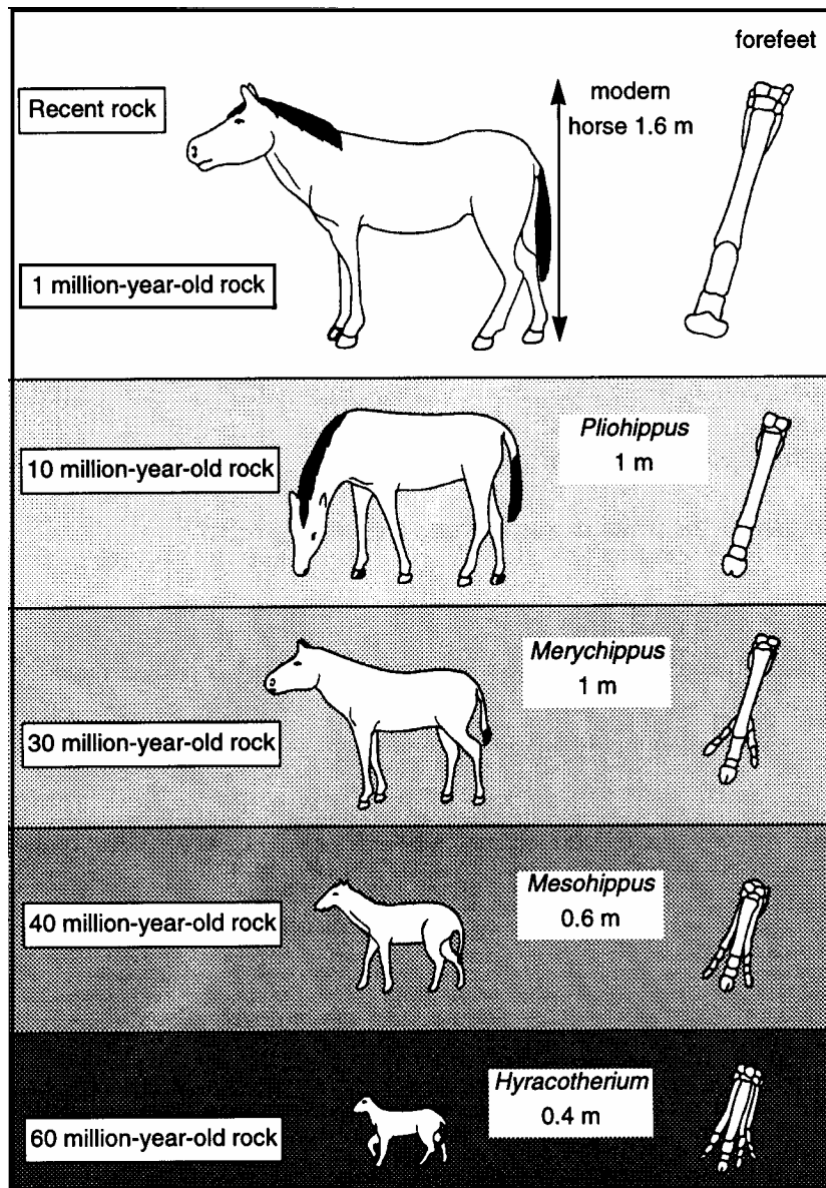 forefeet
Recent rock
modern
horse 1.6 m
1 million-year-old rock
Pliohippus
1 m
10 million-year-old rock
Merychippus
1 m
30 million-year-old rock
Mesohippus
0.6 m
40 million-year-old rock
Hyracotherium
0.4 m
60 million-year-old rock